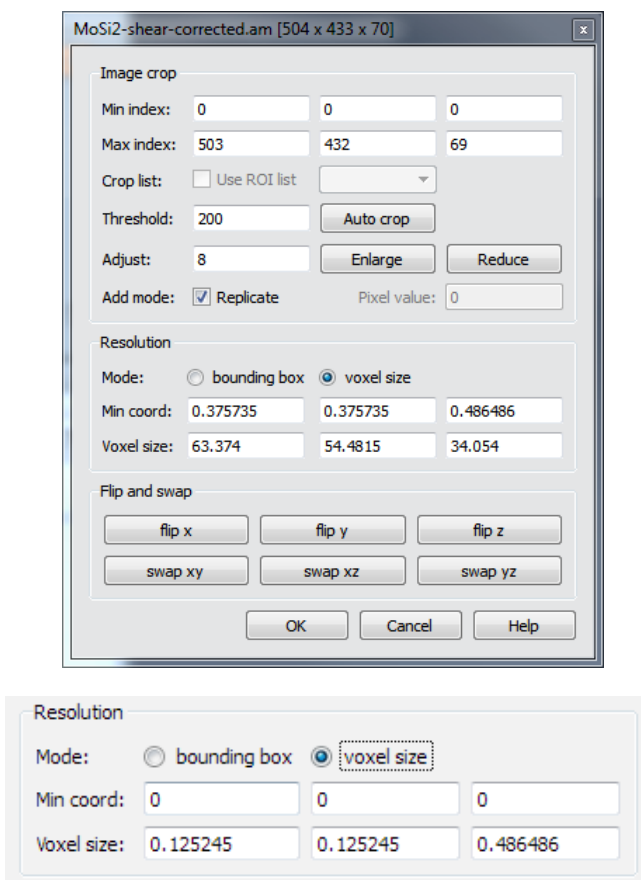 MoSi2-shear-corrected.am [504 x 433 x 70] x
Image crop
Min index: 0 0 0
Max index: 503 432 69
Crop list: Use ROI list
Threshold: 200 Auto crop
Adjust: 8 Enlarge Reduce
Add mode: Replicate Pixel value: 0
Resolution
Mode: bounding box voxel size
Min coord: 0.375735 0.375735 0.486486
Voxel size: 63.374 54.4815 34.054
Flip and swap
flip x flip y flip z
swap xy swap xz swap yz
OK Cancel Help
Resolution
Mode: bounding box voxel size
Min coord: 0 0 0
Voxel size: 0.125245 0.125245 0.486486